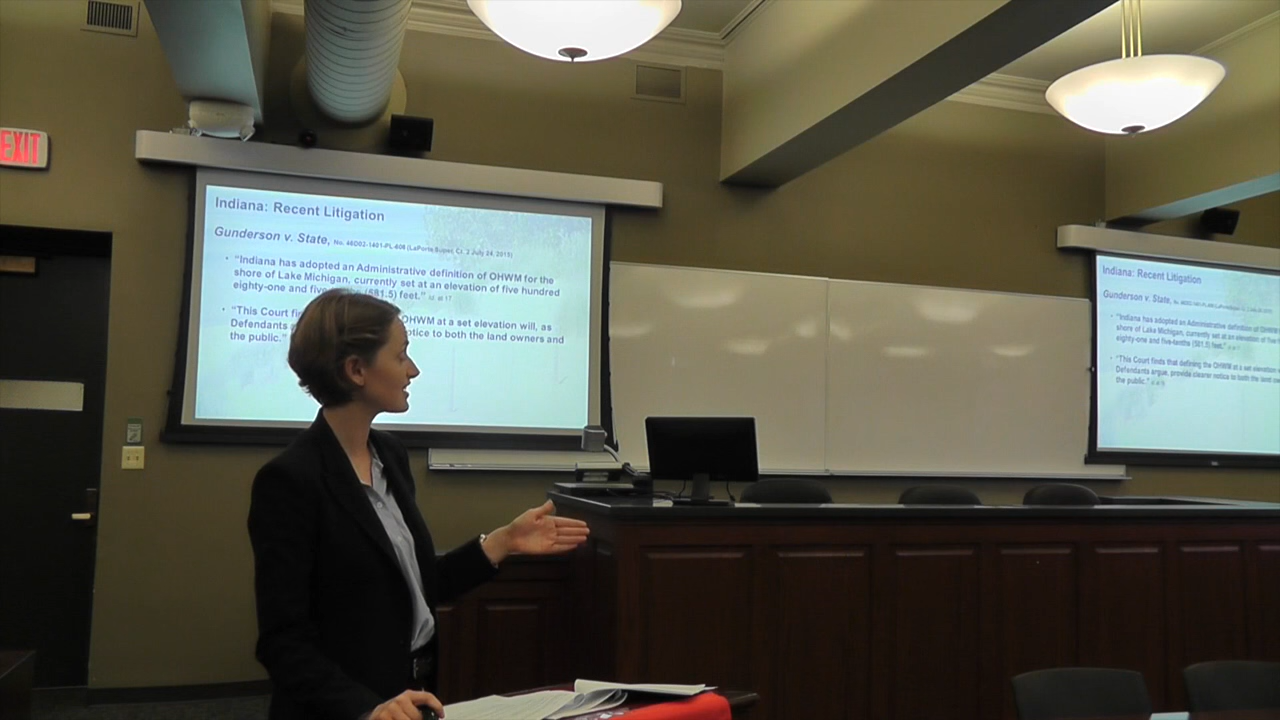 EXIT
Indiana: Recent Litigation
Gunderson v. State, No. 46D02-1401-PL-606 (LaPorte Super. Ct. 2 July 24, 2015)
• "Indiana has adopted an Administrative definition of OHWM for the
shore of Lake Michigan, currently set at an elevation of five hundred
eighty-one and five-tenths (581.5) feet." Id. at 17
• "This Court finds OHWM at a set elevation will, as
Defendants notice to both the land owners and
the public."
Indiana: Recent Litigation
Gunderson v. State,
• "Indiana has adopted an Administrative definition of OHWM
shore of Lake Michigan, currently set at an elevation of five
eighty-one and five-tenths (581.5) feet."
• "This Court finds that defining the OHWM at a set elevation
Defendants argue, provide clearer notice to both the land
the public."